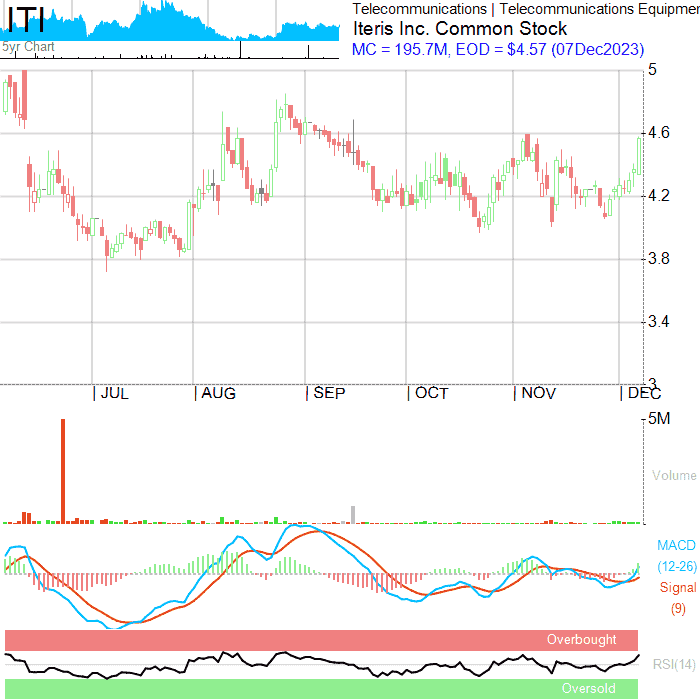 ITI
5yr Chart
Telecommunications | Telecommunications Equipmen
Iteris Inc. Common Stock
MC = 195.7M, EOD = $4.57 (07Dec2023)
5
4.6
4.2
3.8
3.4
3
JUL AUG SEP OCT NOV DEC
5M
Volume
MACD
(12-26)
Signal
(9)
Overbought
RSI(14)
Oversold